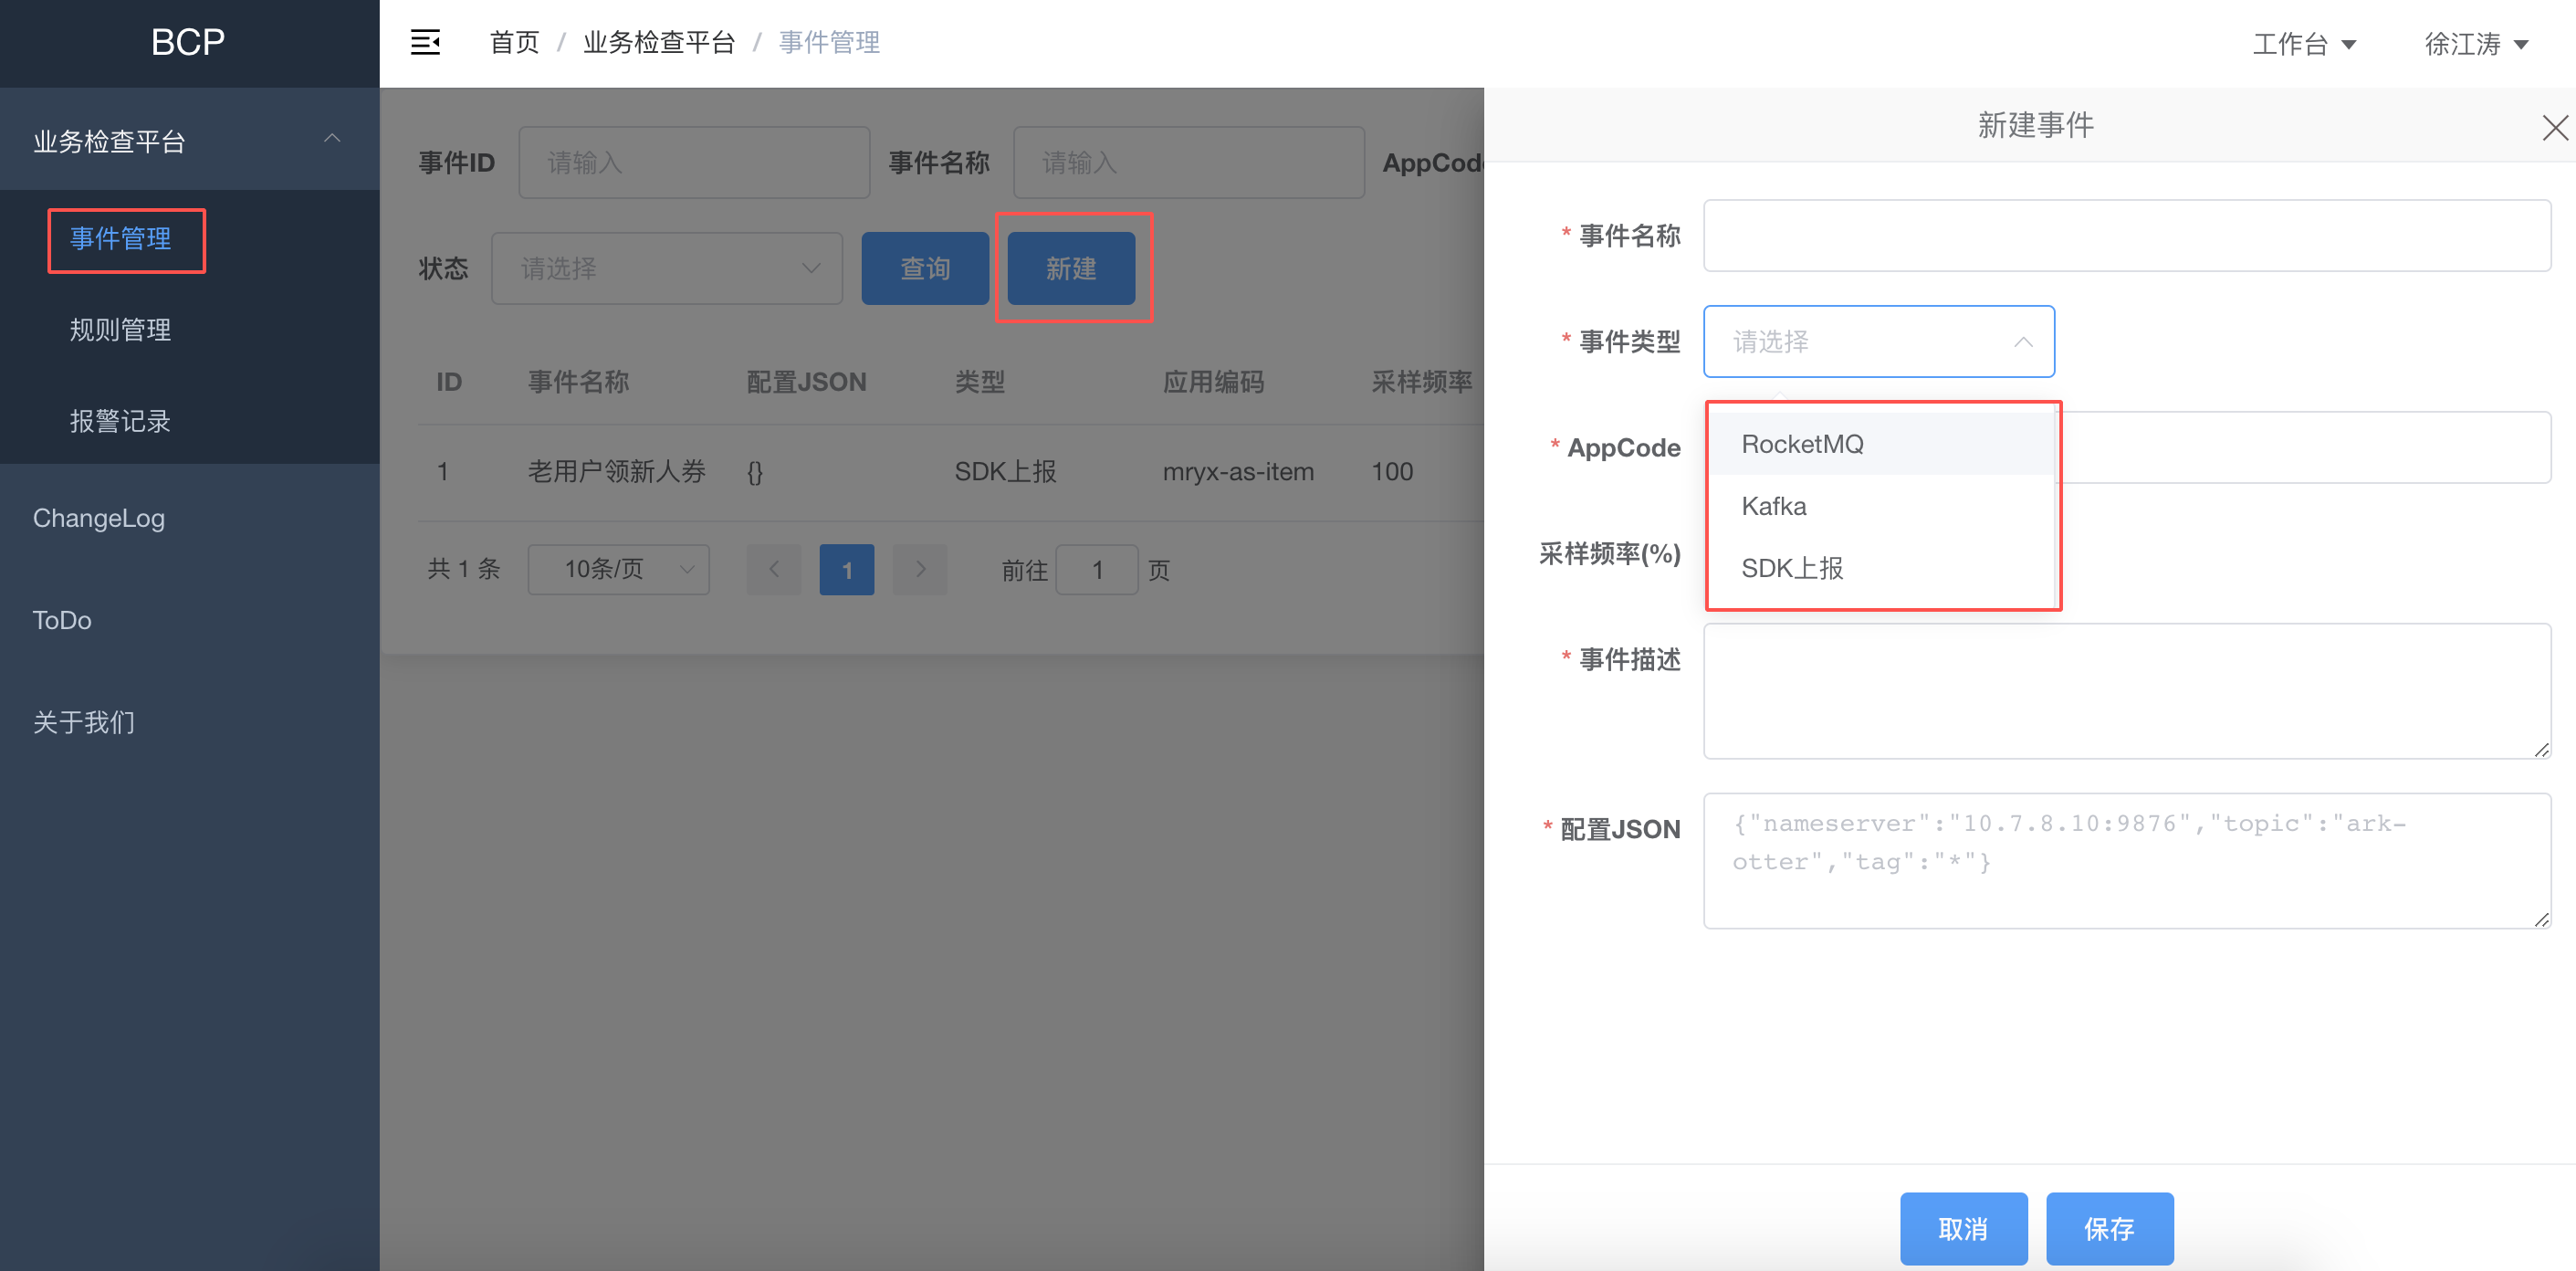 BCP
首页 / 业务检查平台 / 事件管理
工作台
徐江涛
业务检查平台
事件管理
规则管理
报警记录
ChangeLog
ToDo
关于我们
事件ID 请输入 事件名称 请输入 AppCode
状态 请选择 查询 新建
ID 事件名称 配置JSON 类型 应用编码 采样频率
1 老用户领新人券 {} SDK上报 mryx-as-item 100
共 1 条 10条/页 1 前往 1 页
新建事件
* 事件名称
* 事件类型 请选择
RocketMQ
Kafka
SDK上报
* AppCode
采样频率(%)
* 事件描述
* 配置JSON
{"nameserver":"10.7.8.10:9876","topic":"ark-
otter","tag":"*"}
取消 保存